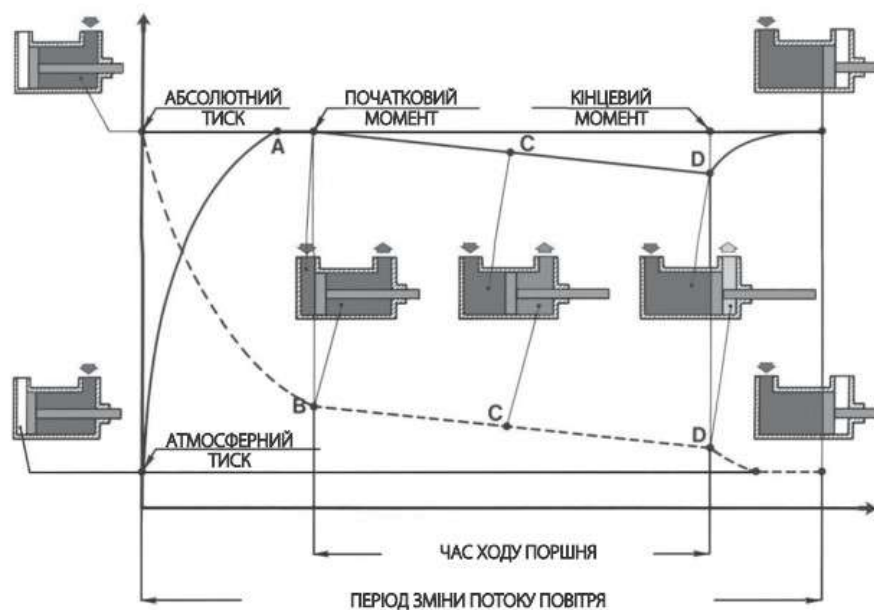 АБСОЛЮТНИЙ
ТИСК
ПОЧАТКОВИЙ
МОМЕНТ
КІНЦЕВИЙ
МОМЕНТ
A
C
D
B
C
D
АТМОСФЕРНИЙ
ТИСК
ЧАС ХОДУ ПОРШНЯ
ПЕРІОД ЗМІНИ ПОТОКУ ПОВІТРЯ